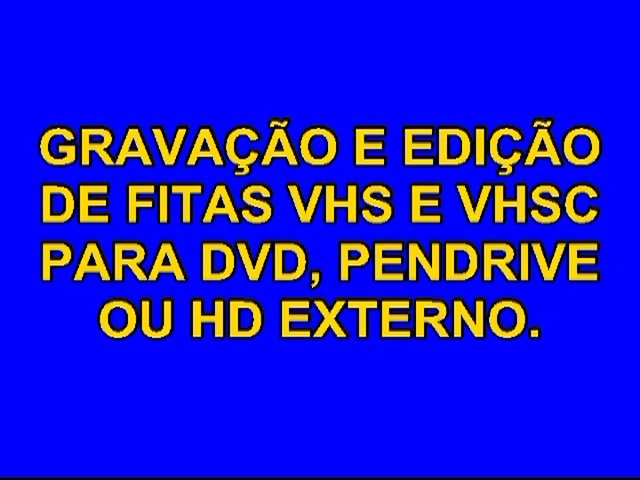 GRAVAÇÃO E EDIÇÃO
DE FITAS VHS E VHSC
PARA DVD, PENDRIVE
OU HD EXTERNO.